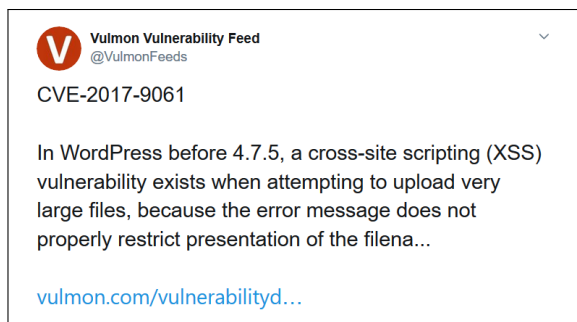 V
Vulmon Vulnerability Feed
@VulmonFeeds
CVE-2017-9061
In WordPress before 4.7.5, a cross-site scripting (XSS)
vulnerability exists when attempting to upload very
large files, because the error message does not
properly restrict presentation of the filena...
vulmon.com/vulnerabilityd…